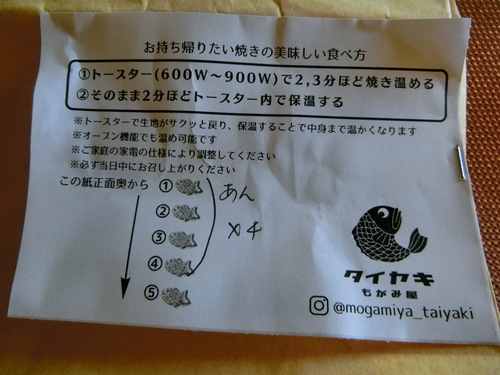 お持ち帰りたい焼きの美味しい食べ方
①トースター(600W～900W)で2,3分ほど焼き温める
②そのまま2分ほどトースター内で保温する
※トースターで生地がサクッと戻り、保温することで中身まで温かくなります
※オーブン機能でも温め可能です
※ご家庭の家電の仕様により調整してください
※必ず当日中にお召し上がりください
この紙正面奥から
①
②
③
④
⑤
あん
タイヤキ
もがみ屋
@mogamiya_taiyaki